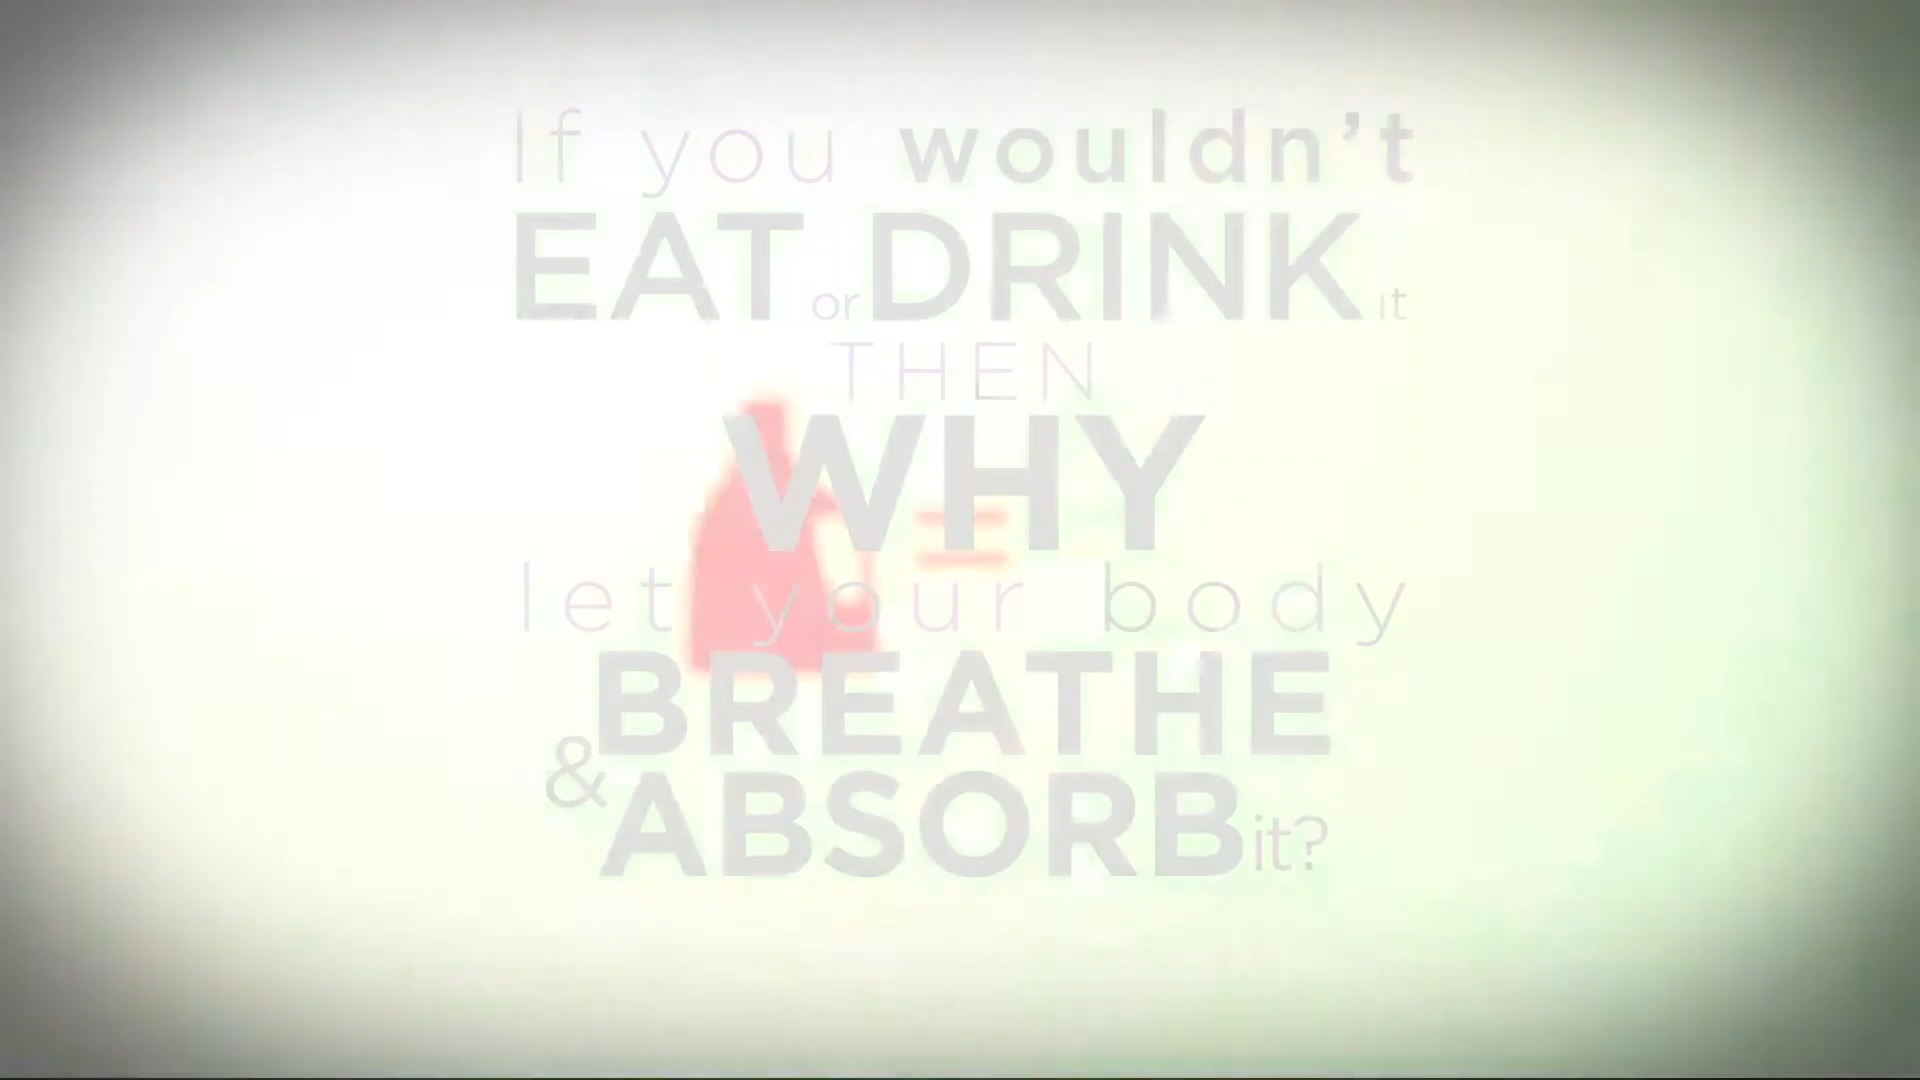 If you wouldn't
EAT or DRINK it
THEN
WHY
let your body
BREATHE
& ABSORB it?